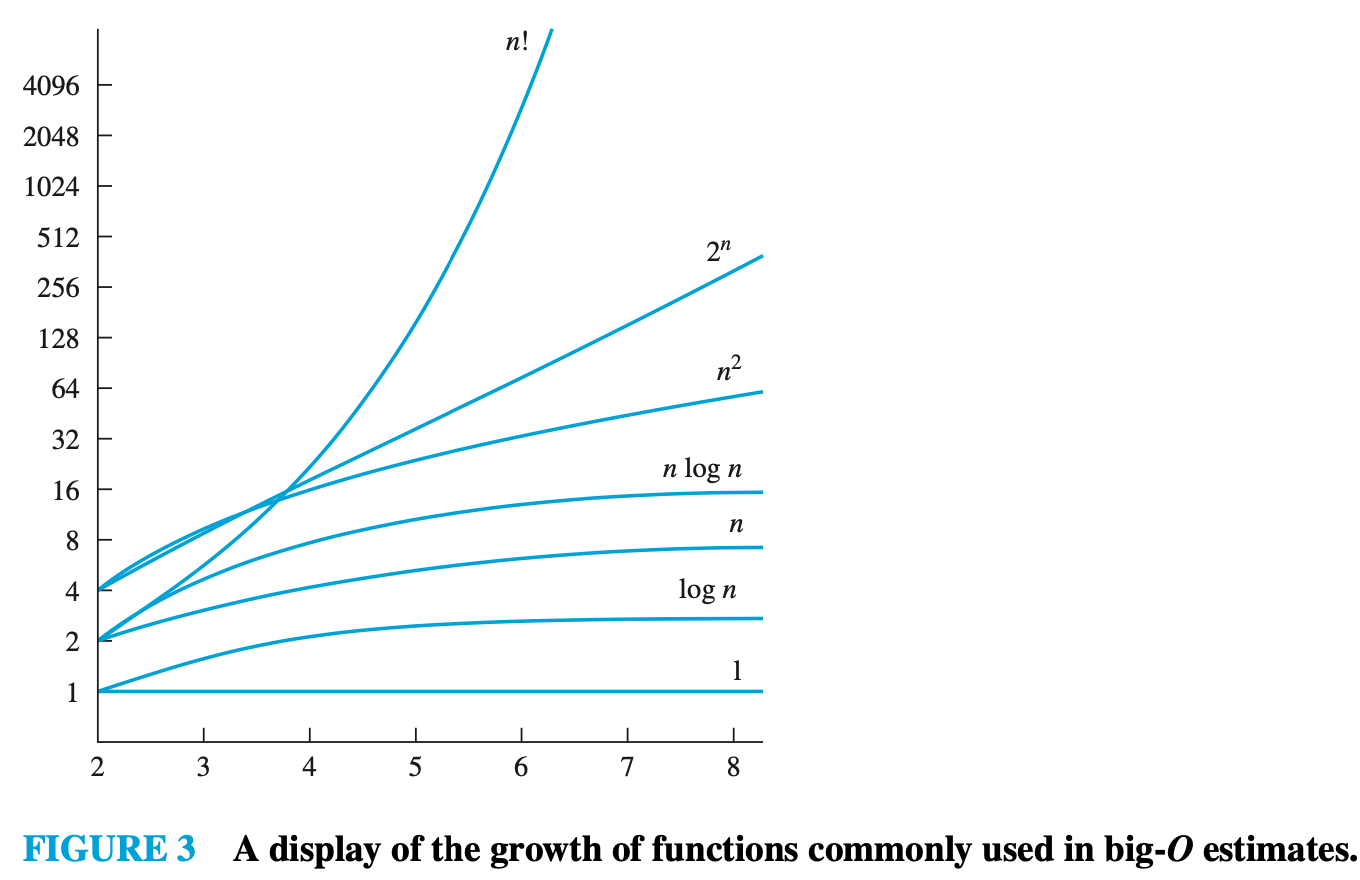 n!
4096
2048
1024
512
2ⁿ
256
128
n²
64
32
n log n
16
n
8
log n
4
2
1
1
2 3 4 5 6 7 8
FIGURE 3 A display of the growth of functions commonly used in big-O estimates.